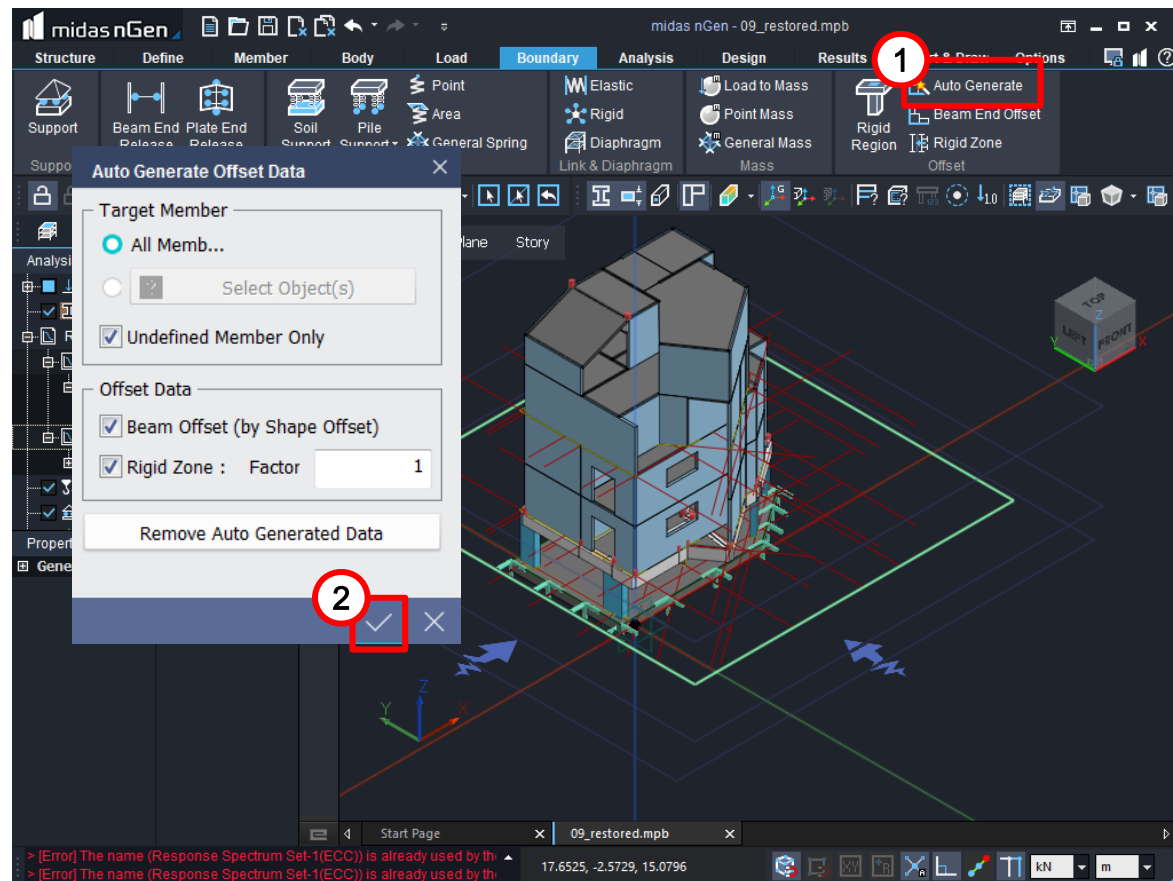 midas nGen
midas nGen - 09_restored.mpb
Structure Define Member Body Load Boundary Analysis Design Results & Draw Options
1
Support
Beam End Release
Plate End Release
Soil Support
Pile Support
Point
Area
General Spring
Elastic
Rigid
Diaphragm
Link & Diaphragm
Load to Mass
Point Mass
General Mass
Mass
Rigid Region
Auto Generate
Beam End Offset
Rigid Zone
Offset
Auto Generate Offset Data
Target Member
All Memb...
Select Object(s)
Undefined Member Only
Offset Data
Beam Offset (by Shape Offset)
Rigid Zone : Factor 1
Remove Auto Generated Data
2
Story
1.0
TOP
LEFT
FRONT
Z
Y
X
Z
Y
X
Start Page
09_restored.mpb
> [Error] The name (Response Spectrum Set-1(ECC)) is already used by
> [Error] The name (Response Spectrum Set-1(ECC)) is already used by
17.6525, -2.5729, 15.0796
kN
m